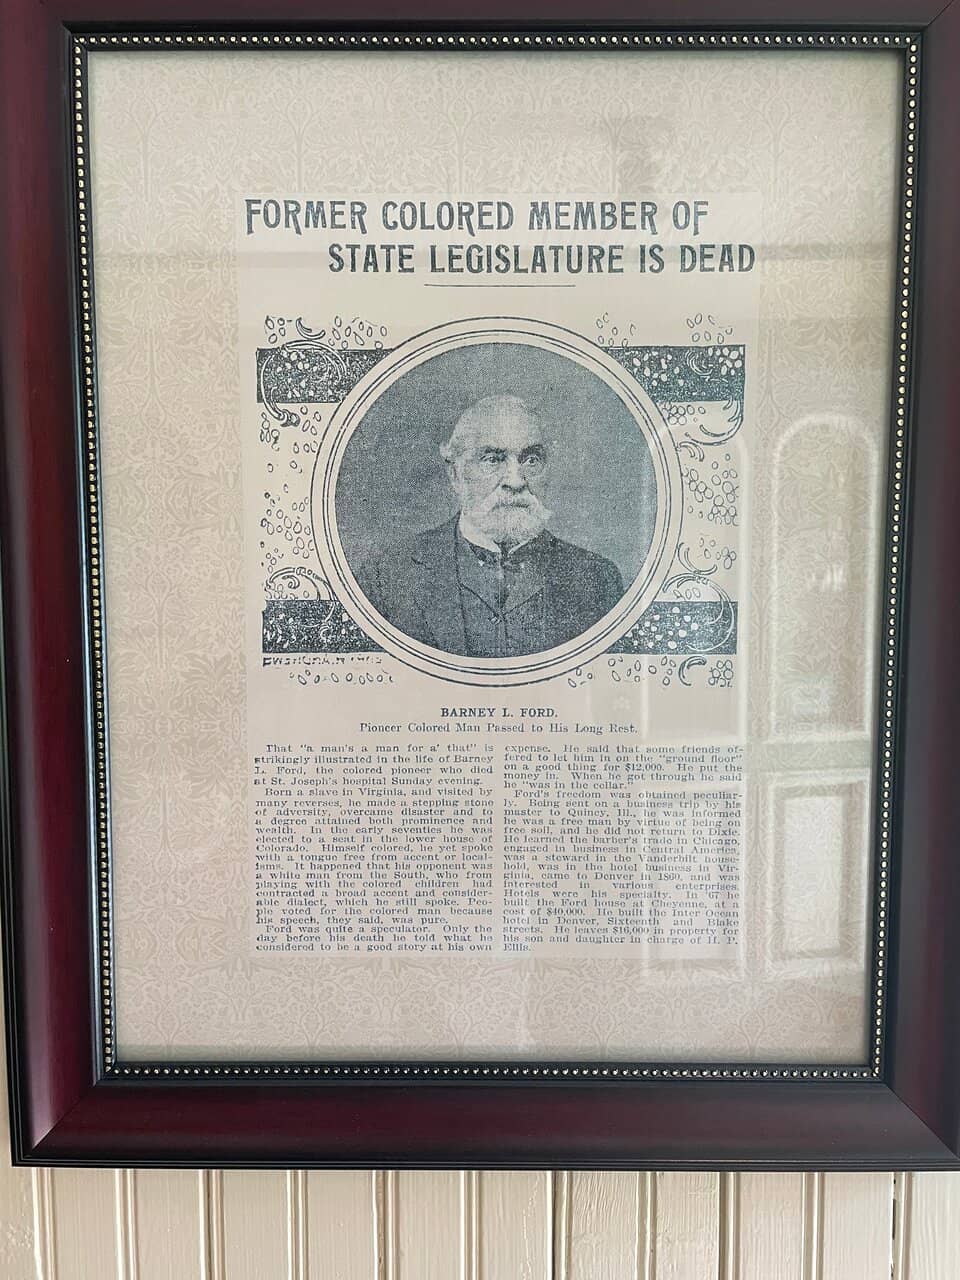 FORMER COLORED MEMBER OF
STATE LEGISLATURE IS DEAD
BARNEY L. FORD.
Pioneer Colored Man Passed to His Long Rest.
That "a man's a man for a' that" is
strikingly illustrated in the life of Barney
L. Ford, the colored pioneer who died
at St. Joseph's hospital Sunday evening.
Born a slave in Virginia, and visited by
many reverses, he made a stepping stone
of adversity, overcame disaster and to
a degree attained both prominence and
wealth. In the early seventies he was
elected to a seat in the lower house of
Colorado. Himself colored, he yet spoke
with a tongue free from accent or local-
isms. It happened that his opponent was
a white man from the South, who from
playing with the colored children had
contracted a broad accent and consider-
able dialect, which he still spoke. Peo-
ple voted for the colored man because
his speech, they said, was pure.
Ford was quite a speculator. Only the
day before his death he told what he
considered to be a good story at his own
expense. He said that some friends of-
fered to let him in on the "ground floor"
on a good thing for $12,000. He put the
money in. When he got through he said
he "was in the cellar."
Ford's freedom was obtained peculiar-
ly. Being sent on a business trip by his
master to Quincy, Ill., he was informed
he was a free man by virtue of being on
free soil, and he did not return to Dixie.
He learned the barber's trade in Chicago,
engaged in business in Central America,
was a steward in the Vanderbilt house-
hold, was in the hotel business in Vir-
ginia, came to Denver in 1860, and was
interested in various enterprises.
Hotels were his specialty. In '67 he
built the Ford house at Cheyenne, at a
cost of $40,000. He built the Inter Ocean
hotel in Denver, Sixteenth and Blake
streets. He leaves $16,000 in property for
his son and daughter in charge of H. P.
Ellis.